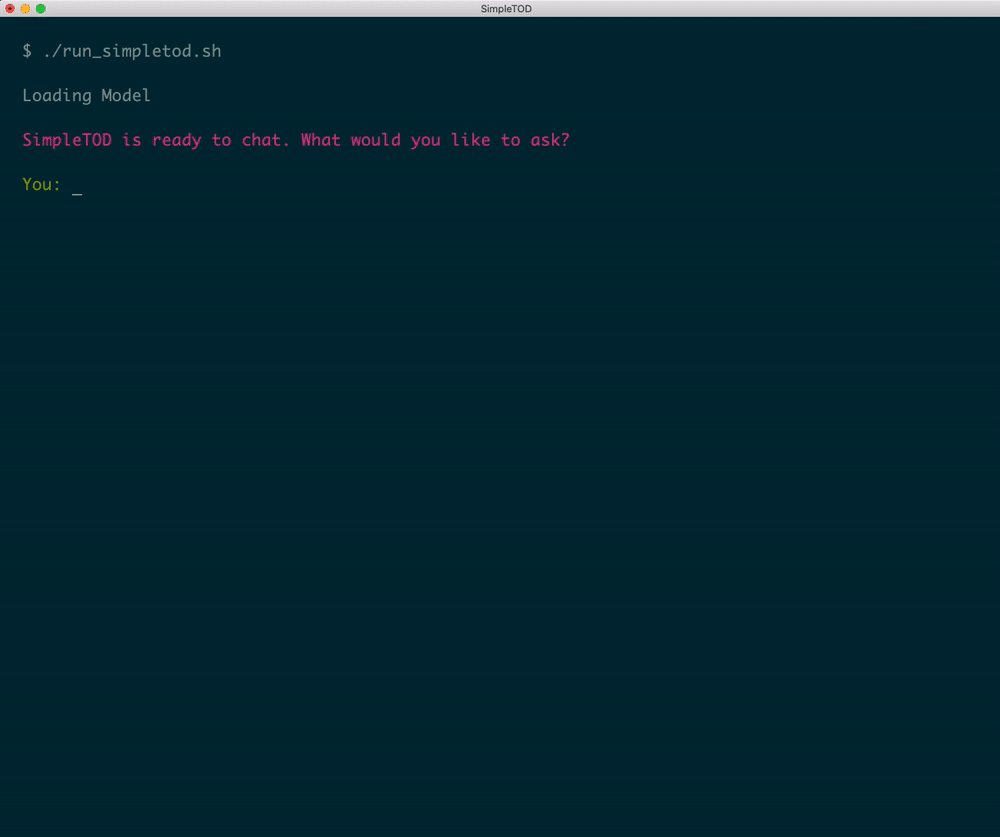 SimpleTOD
$ ./run_simpletod.sh
Loading Model
SimpleTOD is ready to chat. What would you like to ask?
You: _